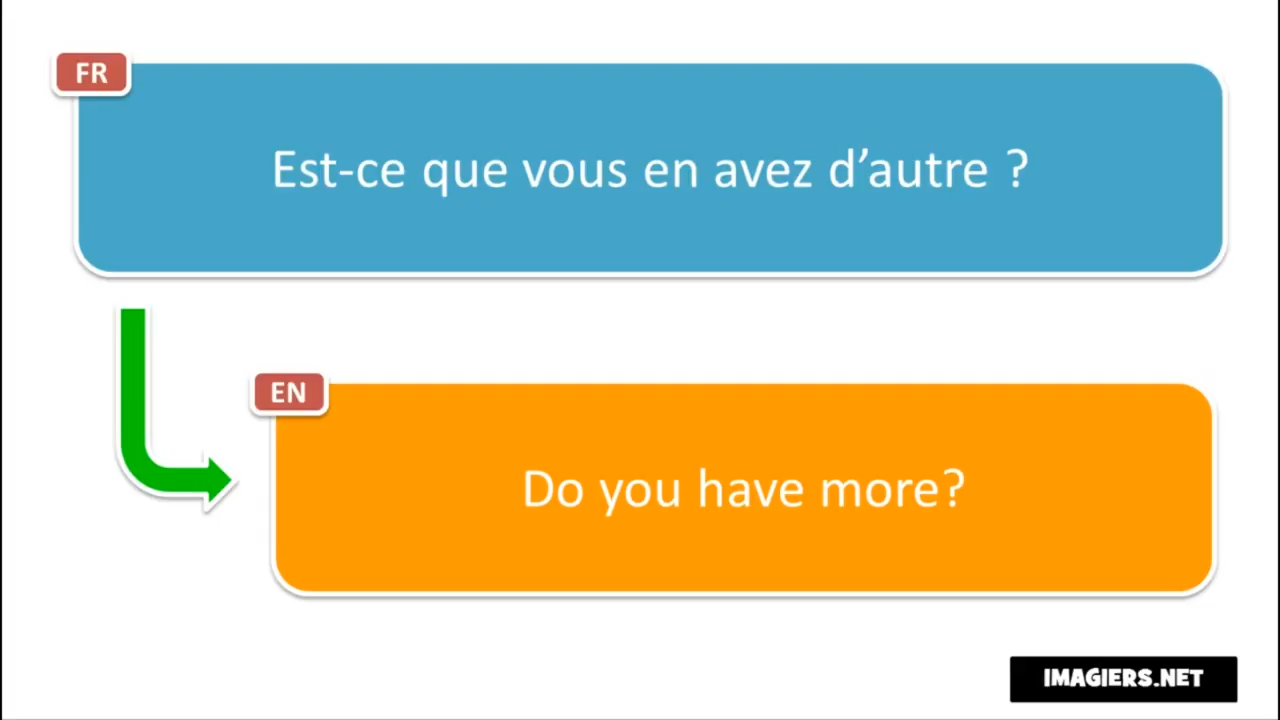 FR
Est-ce que vous en avez d’autre ?
EN
Do you have more?
IMAGIERS.NET